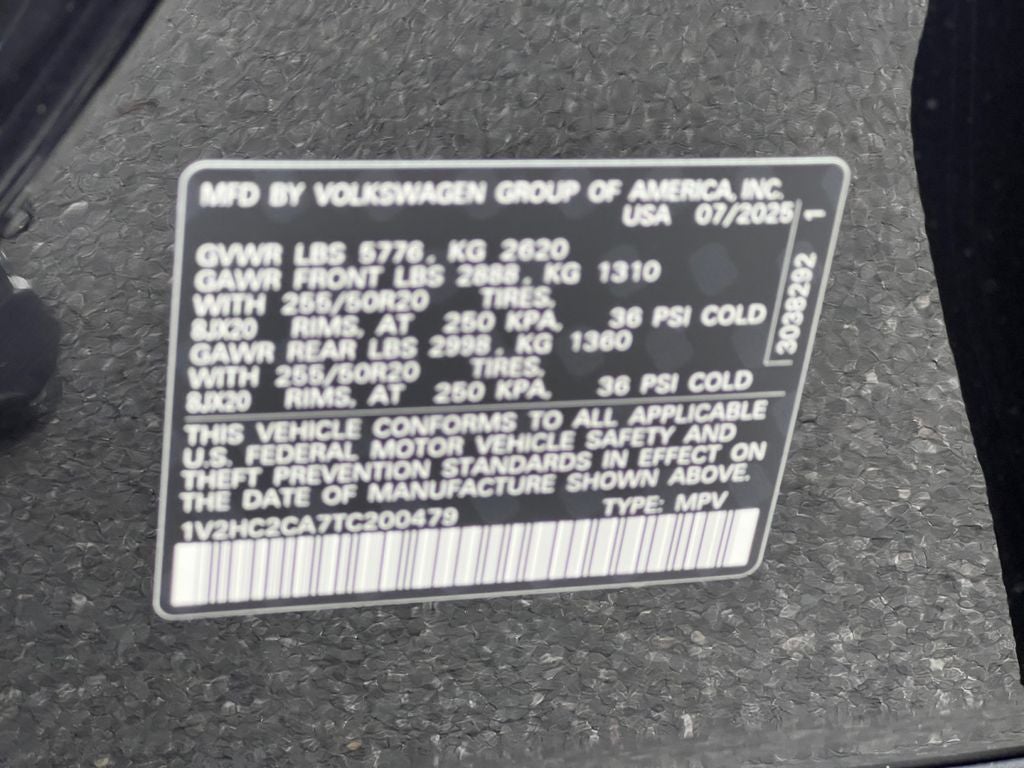 MFD BY VOLKSWAGEN GROUP OF AMERICA, INC.
USA 07/2025
GVWR LBS 5776, KG 2620
GAWR FRONT LBS 2888, KG 1310
WITH 255/50R20 TIRES,
8JX20 RIMS, AT 250 KPA, 36 PSI COLD
GAWR REAR LBS 2998, KG 1360
WITH 255/50R20 TIRES,
8JX20 RIMS, AT 250 KPA, 36 PSI COLD
3038292 1
THIS VEHICLE CONFORMS TO ALL APPLICABLE
U.S. FEDERAL MOTOR VEHICLE SAFETY AND
THEFT PREVENTION STANDARDS IN EFFECT ON
THE DATE OF MANUFACTURE SHOWN ABOVE.
1V2HC2CA7TC200479 TYPE: MPV